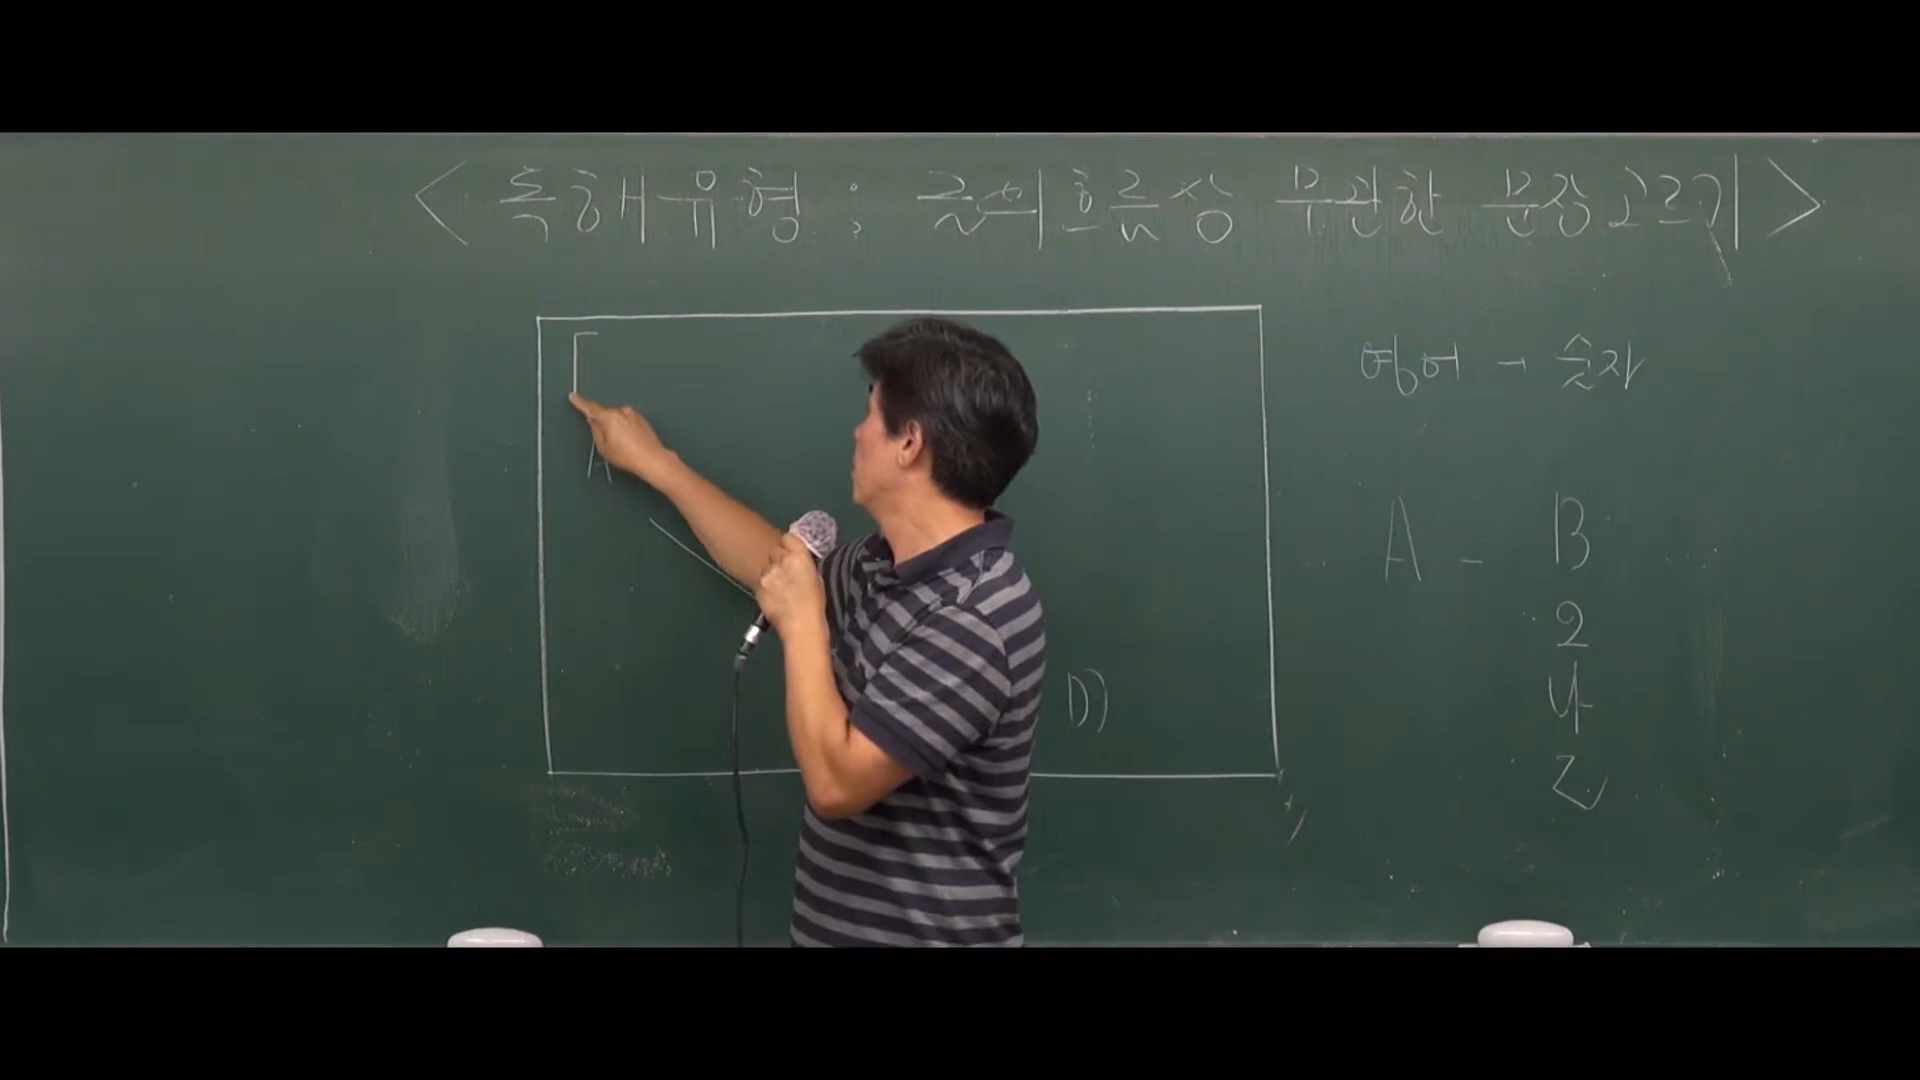 < 독해유형 : 글의 흐름상 무관한 문장 고르기 >
영어 - 숫자
A
A - B
2
D)
나
ㄹ